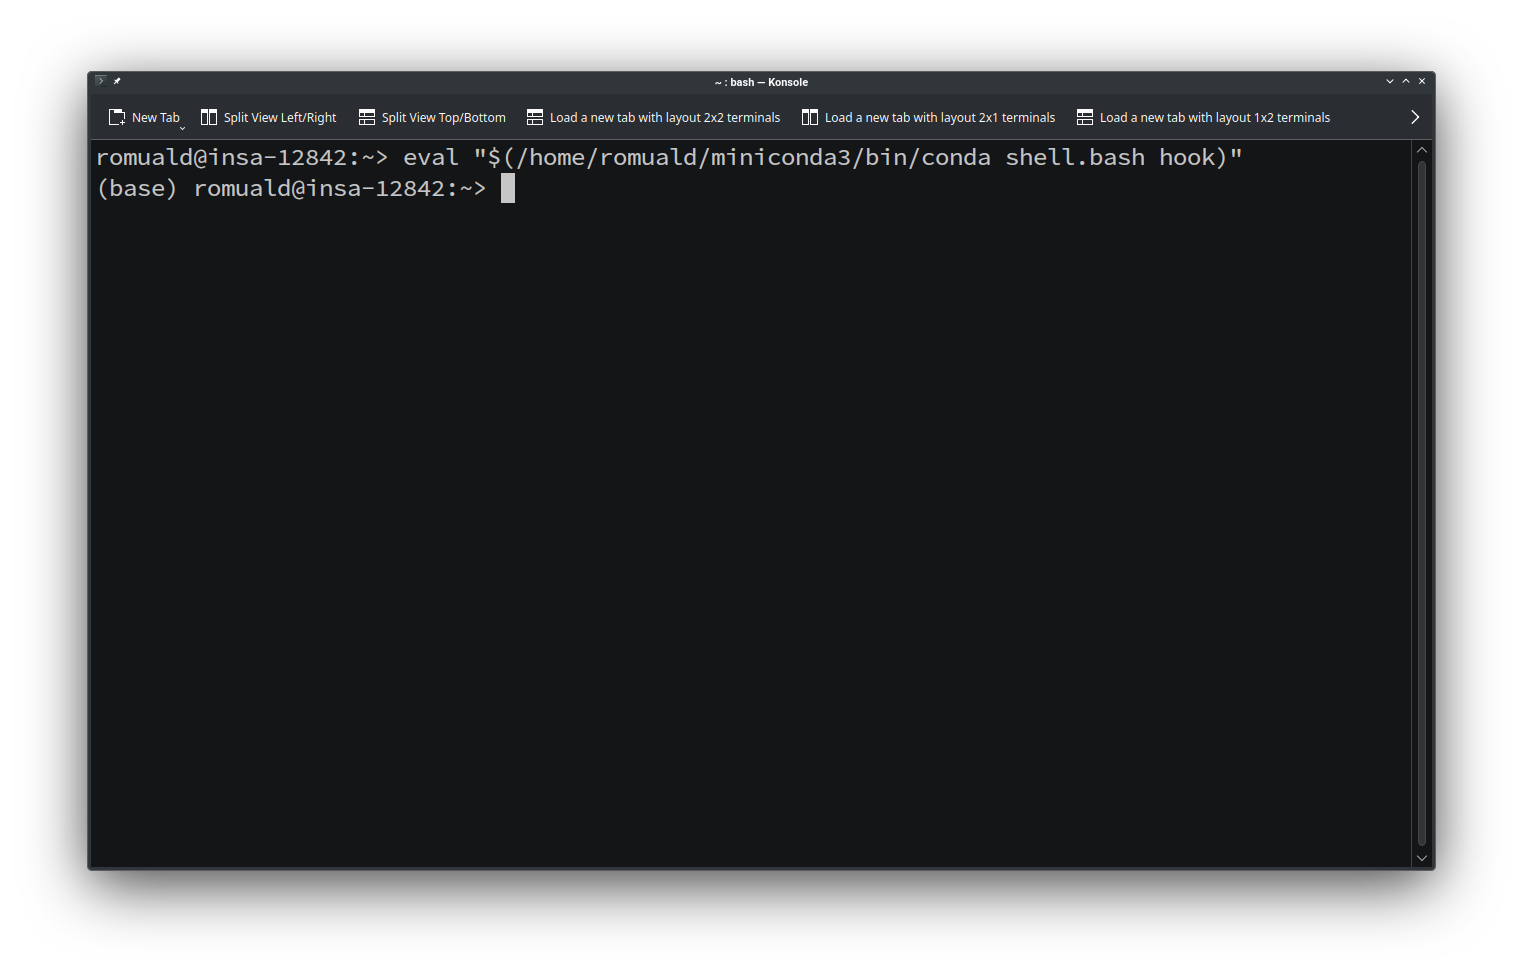 ~ : bash — Konsole
New Tab Split View Left/Right Split View Top/Bottom Load a new tab with layout 2x2 terminals Load a new tab with layout 2x1 terminals Load a new tab with layout 1x2 terminals
romuald@insa-12842:~> eval "$(/home/romuald/miniconda3/bin/conda shell.bash hook)"
(base) romuald@insa-12842:~>